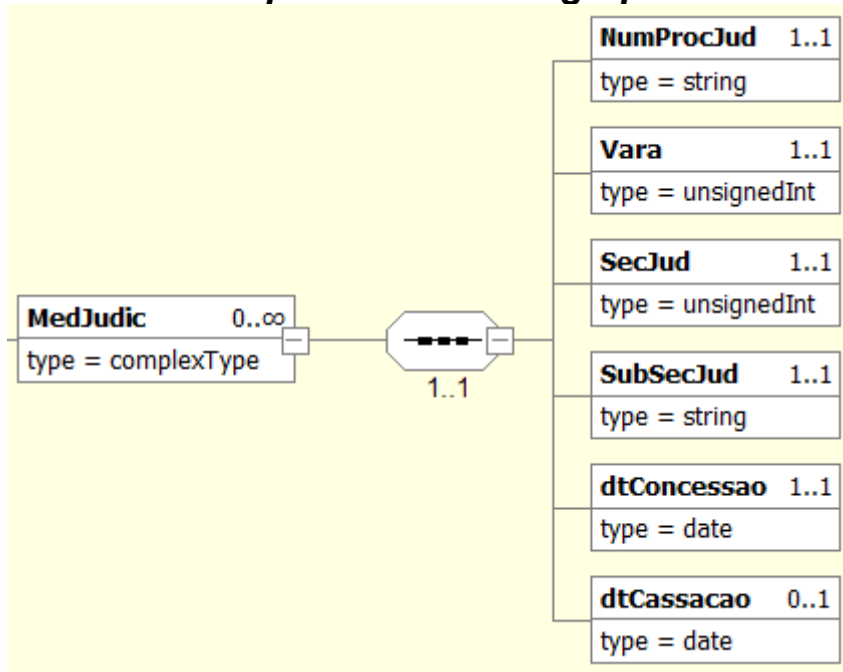 MedJudic 0..∞
type = complexType
1..1
NumProcJud 1..1
type = string
Vara 1..1
type = unsignedInt
SecJud 1..1
type = unsignedInt
SubSecJud 1..1
type = string
dtConcessao 1..1
type = date
dtCassacao 0..1
type = date